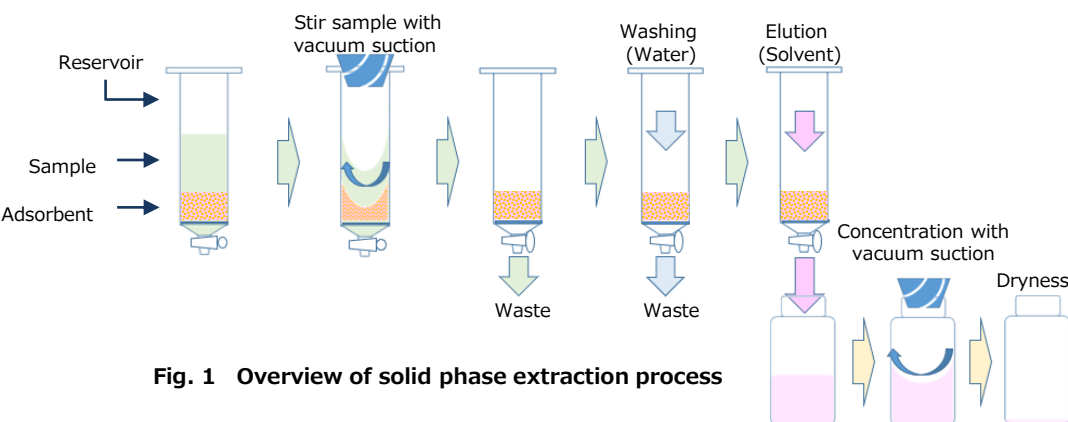 Stir sample with
vacuum suction
Washing
(Water)
Elution
(Solvent)
Reservoir
Sample
Adsorbent
Waste
Waste
Concentration with
vacuum suction
Dryness
Fig. 1 Overview of solid phase extraction process